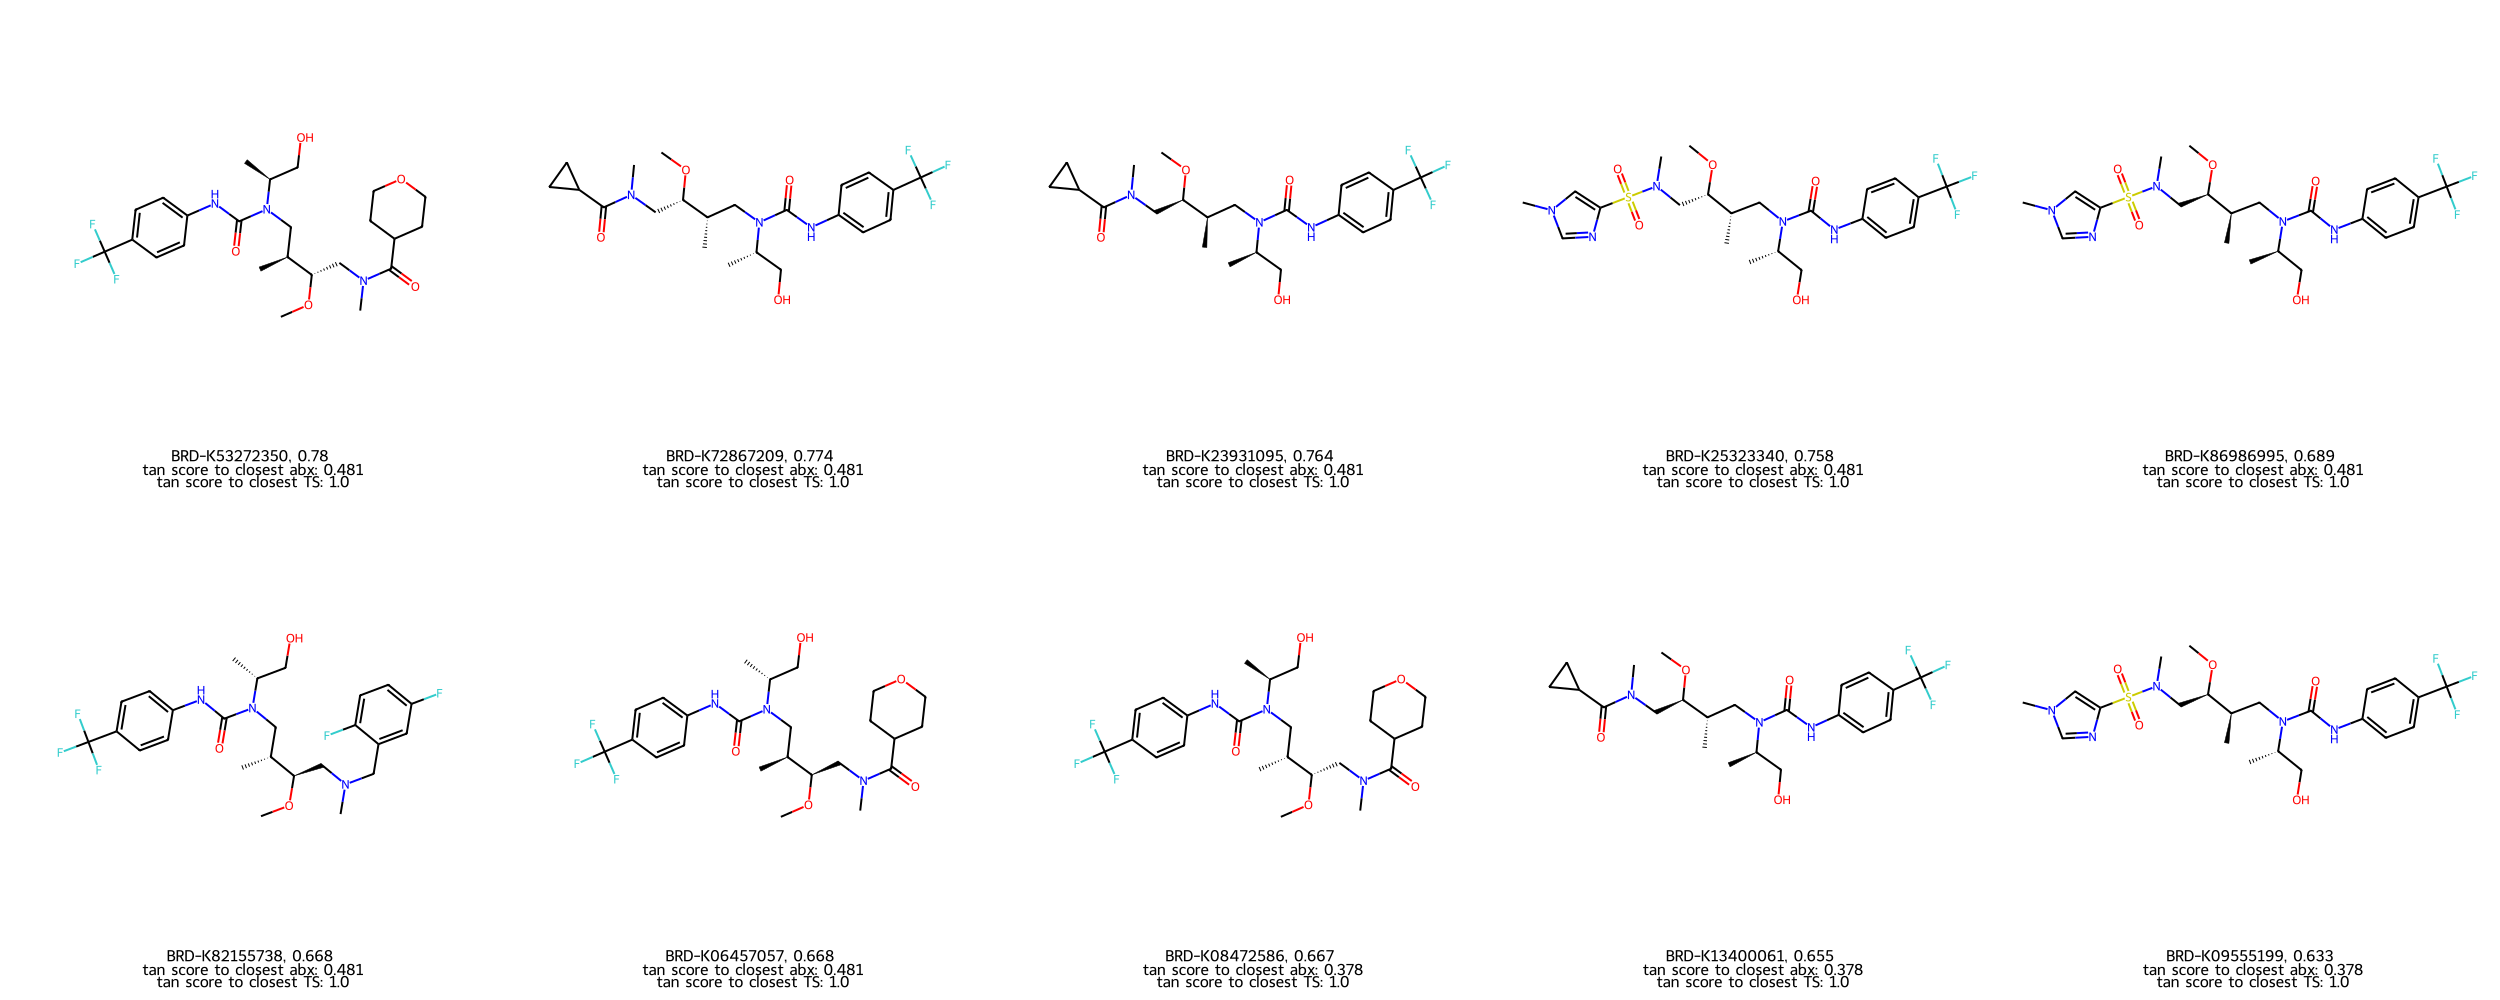 BRD-K53272350, 0.78
tan score to closest abx: 0.481
tan score to closest TS: 1.0
BRD-K72867209, 0.774
tan score to closest abx: 0.481
tan score to closest TS: 1.0
BRD-K23931095, 0.764
tan score to closest abx: 0.481
tan score to closest TS: 1.0
BRD-K25323340, 0.758
tan score to closest abx: 0.481
tan score to closest TS: 1.0
BRD-K86986995, 0.689
tan score to closest abx: 0.481
tan score to closest TS: 1.0
BRD-K82155738, 0.668
tan score to closest abx: 0.481
tan score to closest TS: 1.0
BRD-K06457057, 0.668
tan score to closest abx: 0.481
tan score to closest TS: 1.0
BRD-K08472586, 0.667
tan score to closest abx: 0.378
tan score to closest TS: 1.0
BRD-K13400061, 0.655
tan score to closest abx: 0.378
tan score to closest TS: 1.0
BRD-K09555199, 0.633
tan score to closest abx: 0.378
tan score to closest TS: 1.0